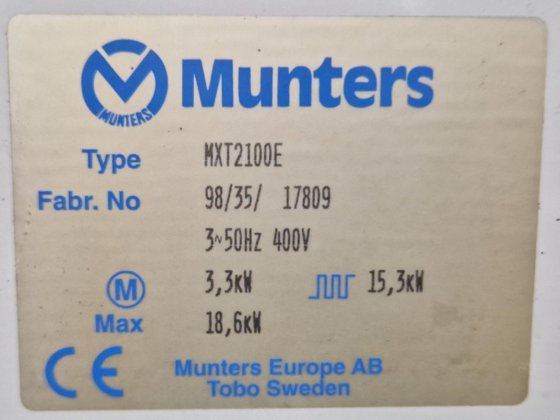 Munters
MUNTERS
Type MXT2100E
Fabr. No 98/35/ 17809
3~50Hz 400V
M 3,3kW 15,3kW
Max 18,6kW
CE Munters Europe AB
Tobo Sweden